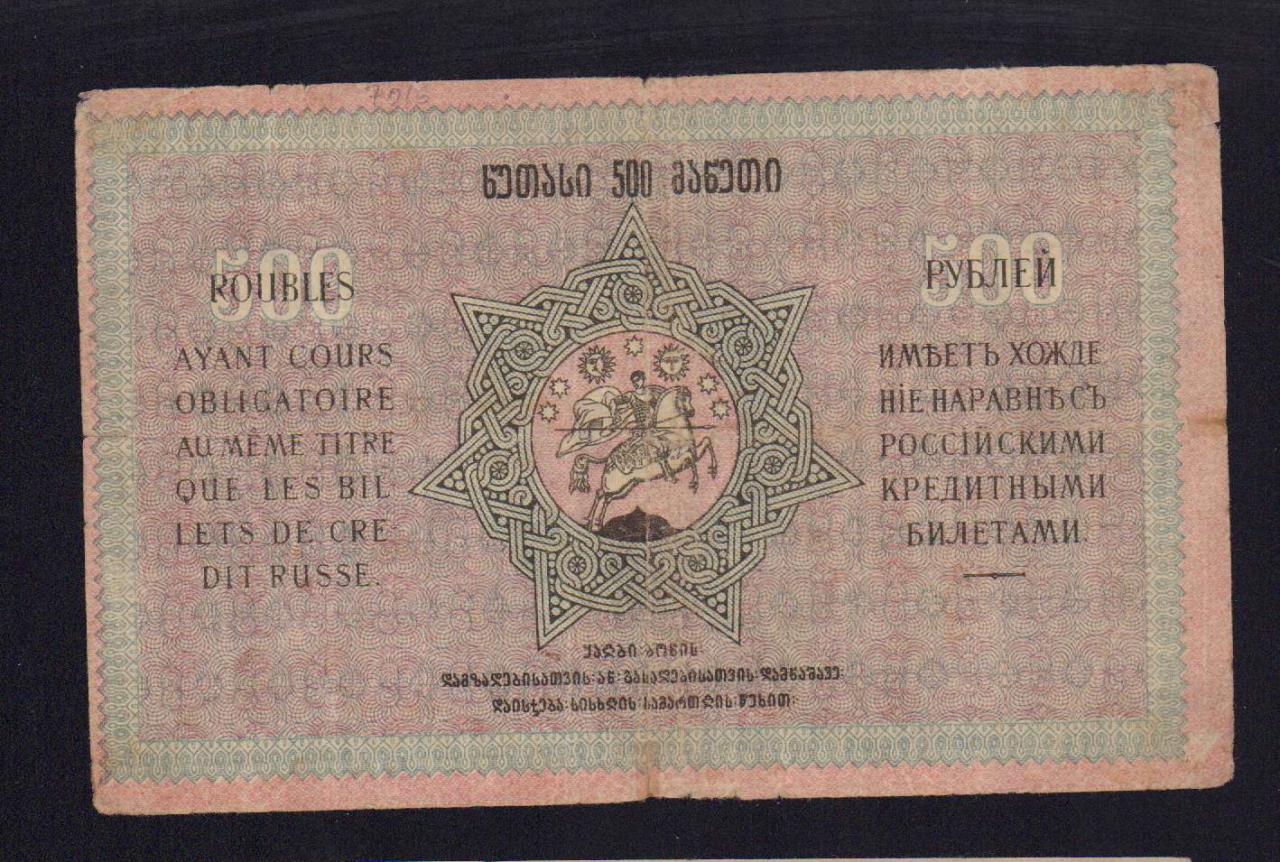 ხუთასი 500 მანეთი
500
ROUBLES
AYANT COURS
OBLIGATOIRE
AU MÊME TITRE
QUE LES BIL
LETS DE CRE
DIT RUSSE.
500
РУБЛЕЙ
ИМѢЕТЪ ХОЖДЕ
НІЕ НАРАВНѢ СЪ
РОССІЙСКИМИ
КРЕДИТНЫМИ
БИЛЕТАМИ.
ყალბი ბონის
დამზადებისათვის ან გასაღებისათვის დამნაშავე
დაისჯება სისხლის სამართლის წესით